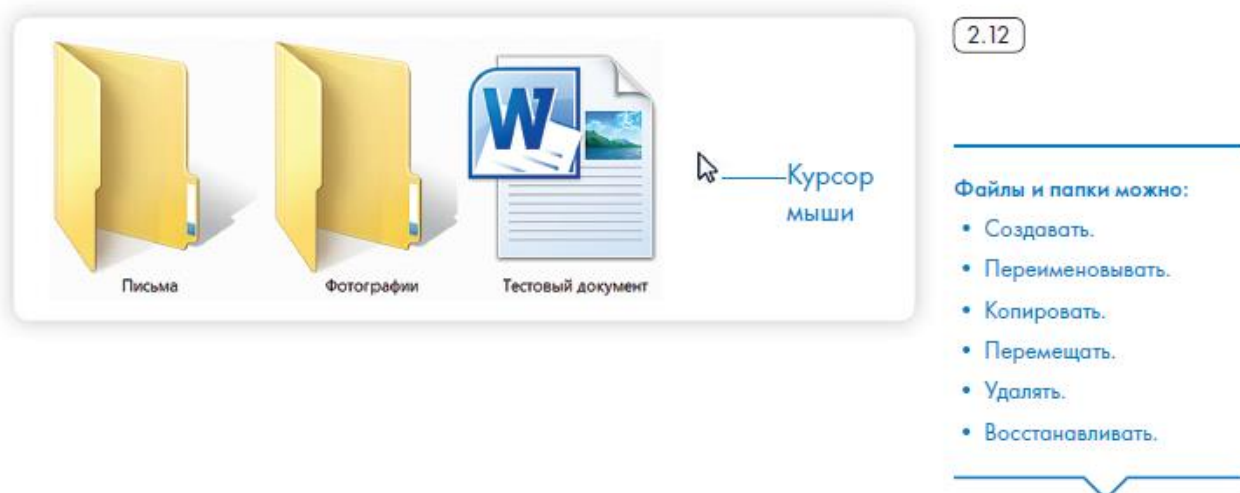 2.12
W
Курсор
мыши
Письма
Фотографии
Тестовый документ
Файлы и папки можно:
• Создавать.
• Переименовывать.
• Копировать.
• Перемещать.
• Удалять.
• Восстанавливать.